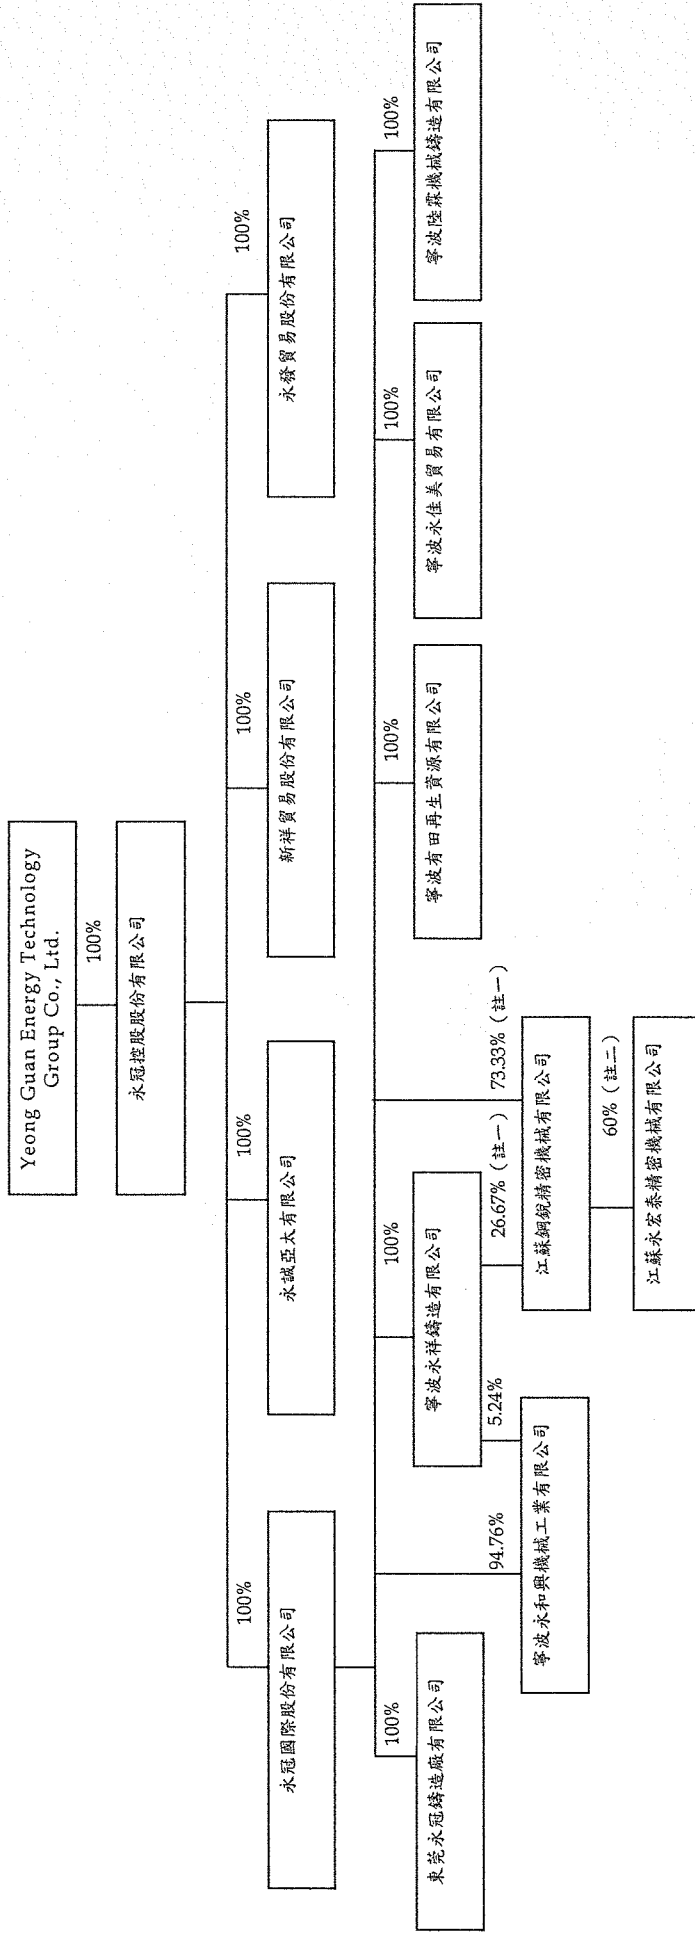 Yeong Guan Energy Technology
Group Co., Ltd.
100%
永冠控股股份有限公司
100%
100%
100%
100%
永冠國際股份有限公司
永誠亞太有限公司
新祥貿易股份有限公司
永發貿易股份有限公司
100%
100%
100%
100%
100%
東莞永冠鑄造廠有限公司
寧波永祥鑄造有限公司
寧波有田再生資源有限公司
寧波永佳美貿易有限公司
寧波陸霖機械鑄造有限公司
94.76%
5.24%
26.67%(註一)
73.33%(註一)
寧波永和興機械工業有限公司
江蘇鋼銳精密機械有限公司
60%(註二)
江蘇永宏泰精密機械有限公司